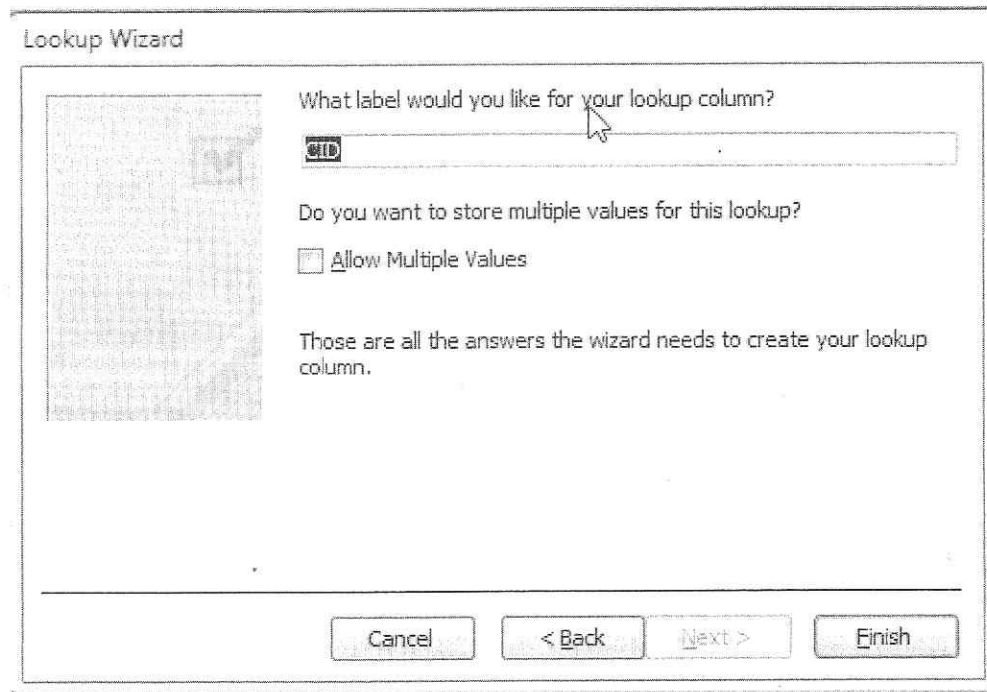 Lookup Wizard
What label would you like for your lookup column?
CID
Do you want to store multiple values for this lookup?
Allow Multiple Values
Those are all the answers the wizard needs to create your lookup
column.
Cancel
< Back
Next >
Finish